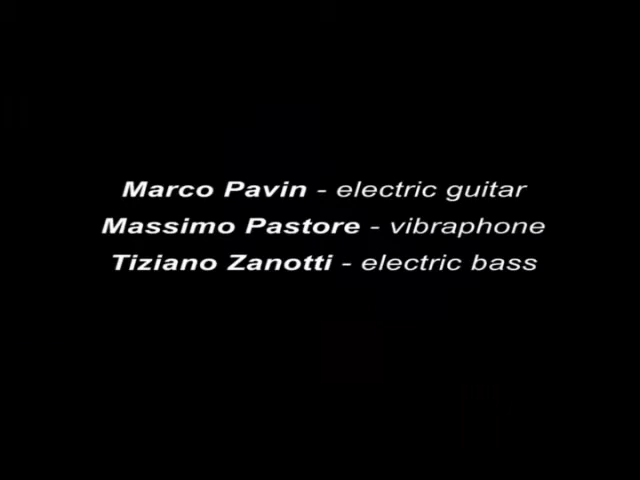 Marco Pavin - electric guitar
Massimo Pastore - vibraphone
Tiziano Zanotti - electric bass